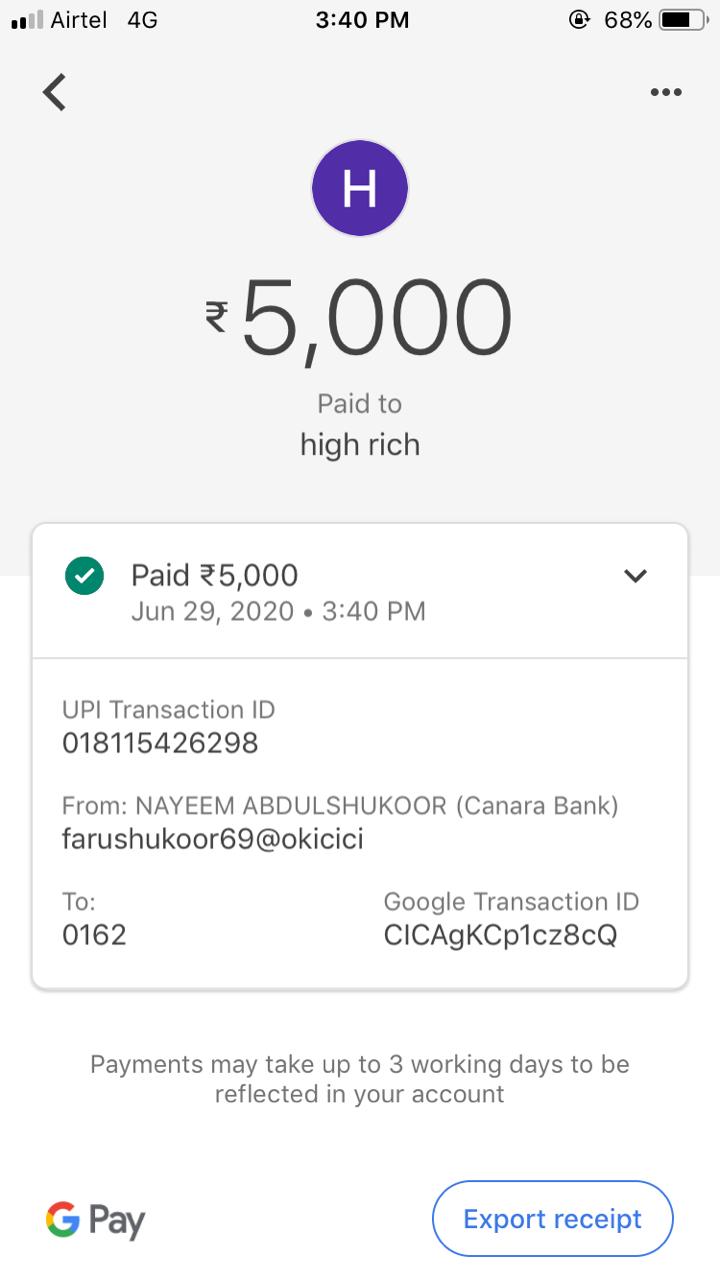 Airtel 4G 3:40 PM 68%
H
₹5,000
Paid to
high rich
Paid ₹5,000
Jun 29, 2020 • 3:40 PM
UPI Transaction ID
018115426298
From: NAYEEM ABDULSHUKOOR (Canara Bank)
farushukoor69@okicici
To: Google Transaction ID
0162 CICAgKCp1cz8cQ
Payments may take up to 3 working days to be
reflected in your account
G Pay Export receipt